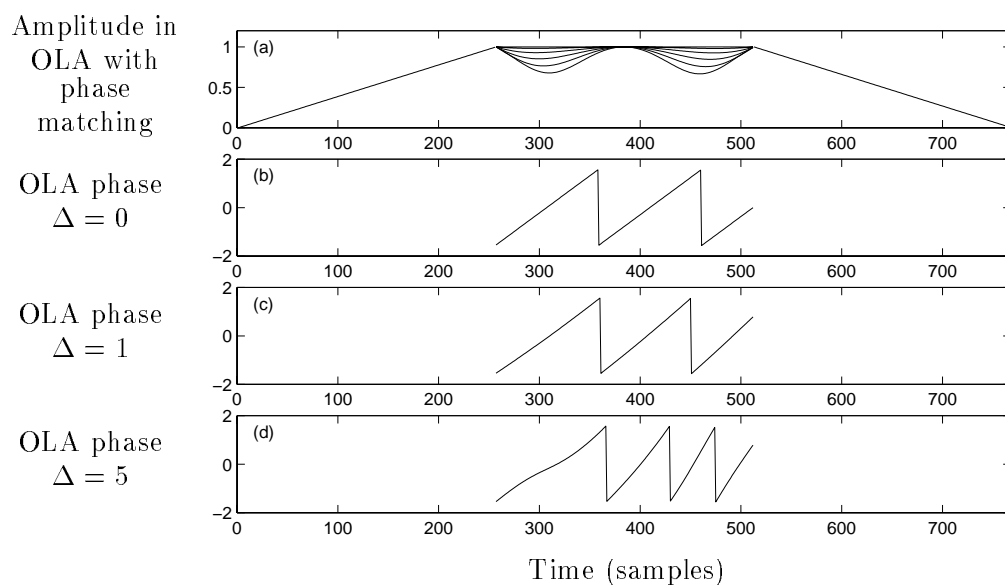 Amplitude in
OLA with
phase
matching
(a)
1
0.5
0
0 100 200 300 400 500 600 700
OLA phase
Δ = 0
(b)
2
0
−2
0 100 200 300 400 500 600 700
OLA phase
Δ = 1
(c)
2
0
−2
0 100 200 300 400 500 600 700
OLA phase
Δ = 5
(d)
2
0
−2
0 100 200 300 400 500 600 700
Time (samples)